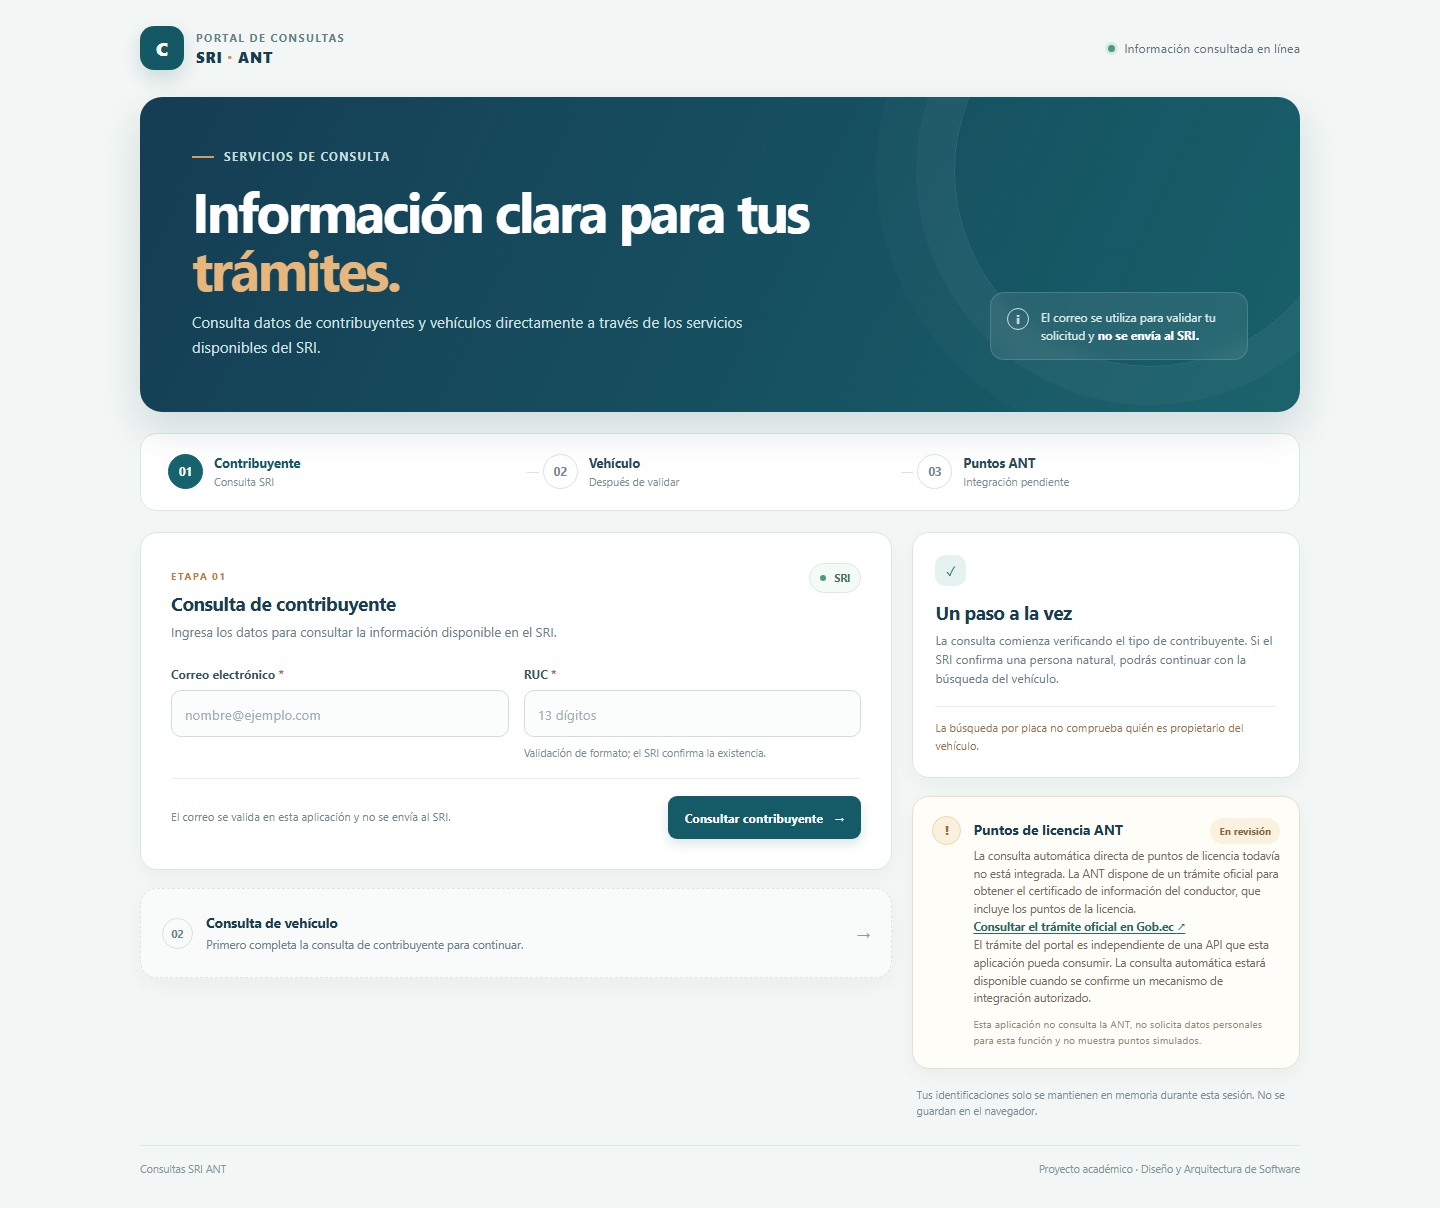 C
PORTAL DE CONSULTAS
SRI · ANT
Información consultada en línea
SERVICIOS DE CONSULTA
Información clara para tus
trámites.
Consulta datos de contribuyentes y vehículos directamente a través de los servicios
disponibles del SRI.
i
El correo se utiliza para validar tu
solicitud y no se envía al SRI.
01
Contribuyente
Consulta SRI
02
Vehículo
Después de validar
03
Puntos ANT
Integración pendiente
ETAPA 01
SRI
Consulta de contribuyente
Ingresa los datos para consultar la información disponible en el SRI.
Correo electrónico *
nombre@ejemplo.com
RUC *
13 dígitos
Validación de formato; el SRI confirma la existencia.
El correo se valida en esta aplicación y no se envía al SRI.
Consultar contribuyente →
02
Consulta de vehículo
Primero completa la consulta de contribuyente para continuar.
→
✓
Un paso a la vez
La consulta comienza verificando el tipo de contribuyente. Si el
SRI confirma una persona natural, podrás continuar con la
búsqueda del vehículo.
La búsqueda por placa no comprueba quién es propietario del
vehículo.
!
Puntos de licencia ANT
En revisión
La consulta automática directa de puntos de licencia todavía
no está integrada. La ANT dispone de un trámite oficial para
obtener el certificado de información del conductor, que
incluye los puntos de la licencia.
Consultar el trámite oficial en Gob.ec ↗
El trámite del portal es independiente de una API que esta
aplicación pueda consumir. La consulta automática estará
disponible cuando se confirme un mecanismo de
integración autorizado.
Esta aplicación no consulta la ANT, no solicita datos personales
para esta función y no muestra puntos simulados.
Tus identificaciones solo se mantienen en memoria durante esta sesión. No se
guardan en el navegador.
Consultas SRI ANT
Proyecto académico · Diseño y Arquitectura de Software